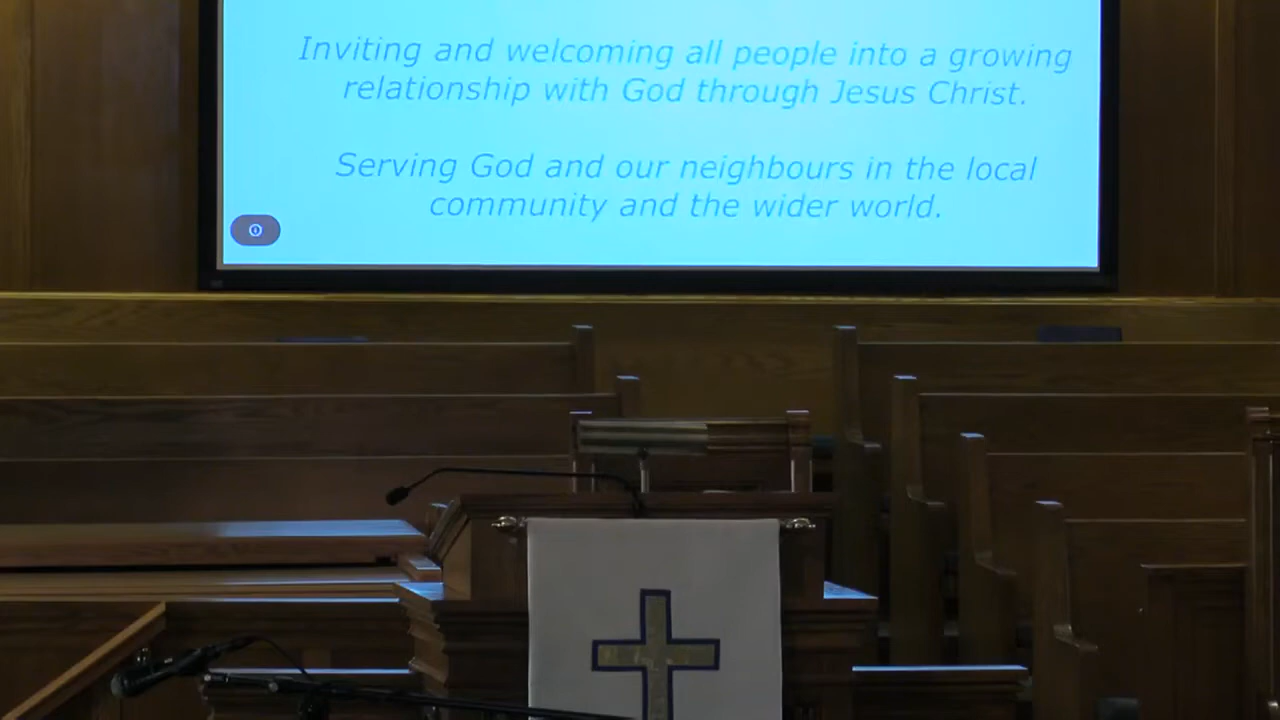 Inviting and welcoming all people into a growing
relationship with God through Jesus Christ.
Serving God and our neighbours in the local
community and the wider world.